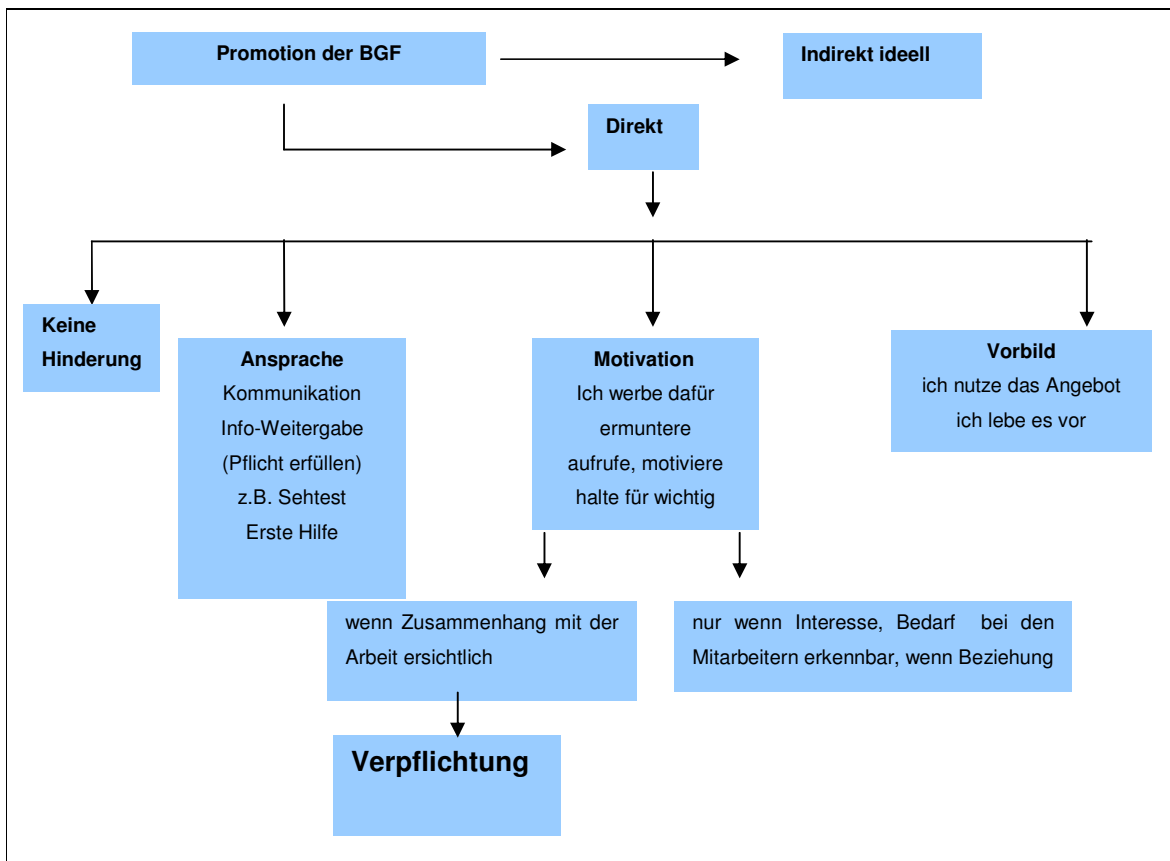 Promotion der BGF
Indirekt ideell
Direkt
Keine
Hinderung
Ansprache
Kommunikation
Info-Weitergabe
(Pflicht erfüllen)
z.B. Sehtest
Erste Hilfe
Motivation
Ich werbe dafür
ermuntere
aufrufe, motiviere
halte für wichtig
Vorbild
ich nutze das Angebot
ich lebe es vor
wenn Zusammenhang mit der
Arbeit ersichtlich
nur wenn Interesse, Bedarf bei den
Mitarbeitern erkennbar, wenn Beziehung
Verpflichtung